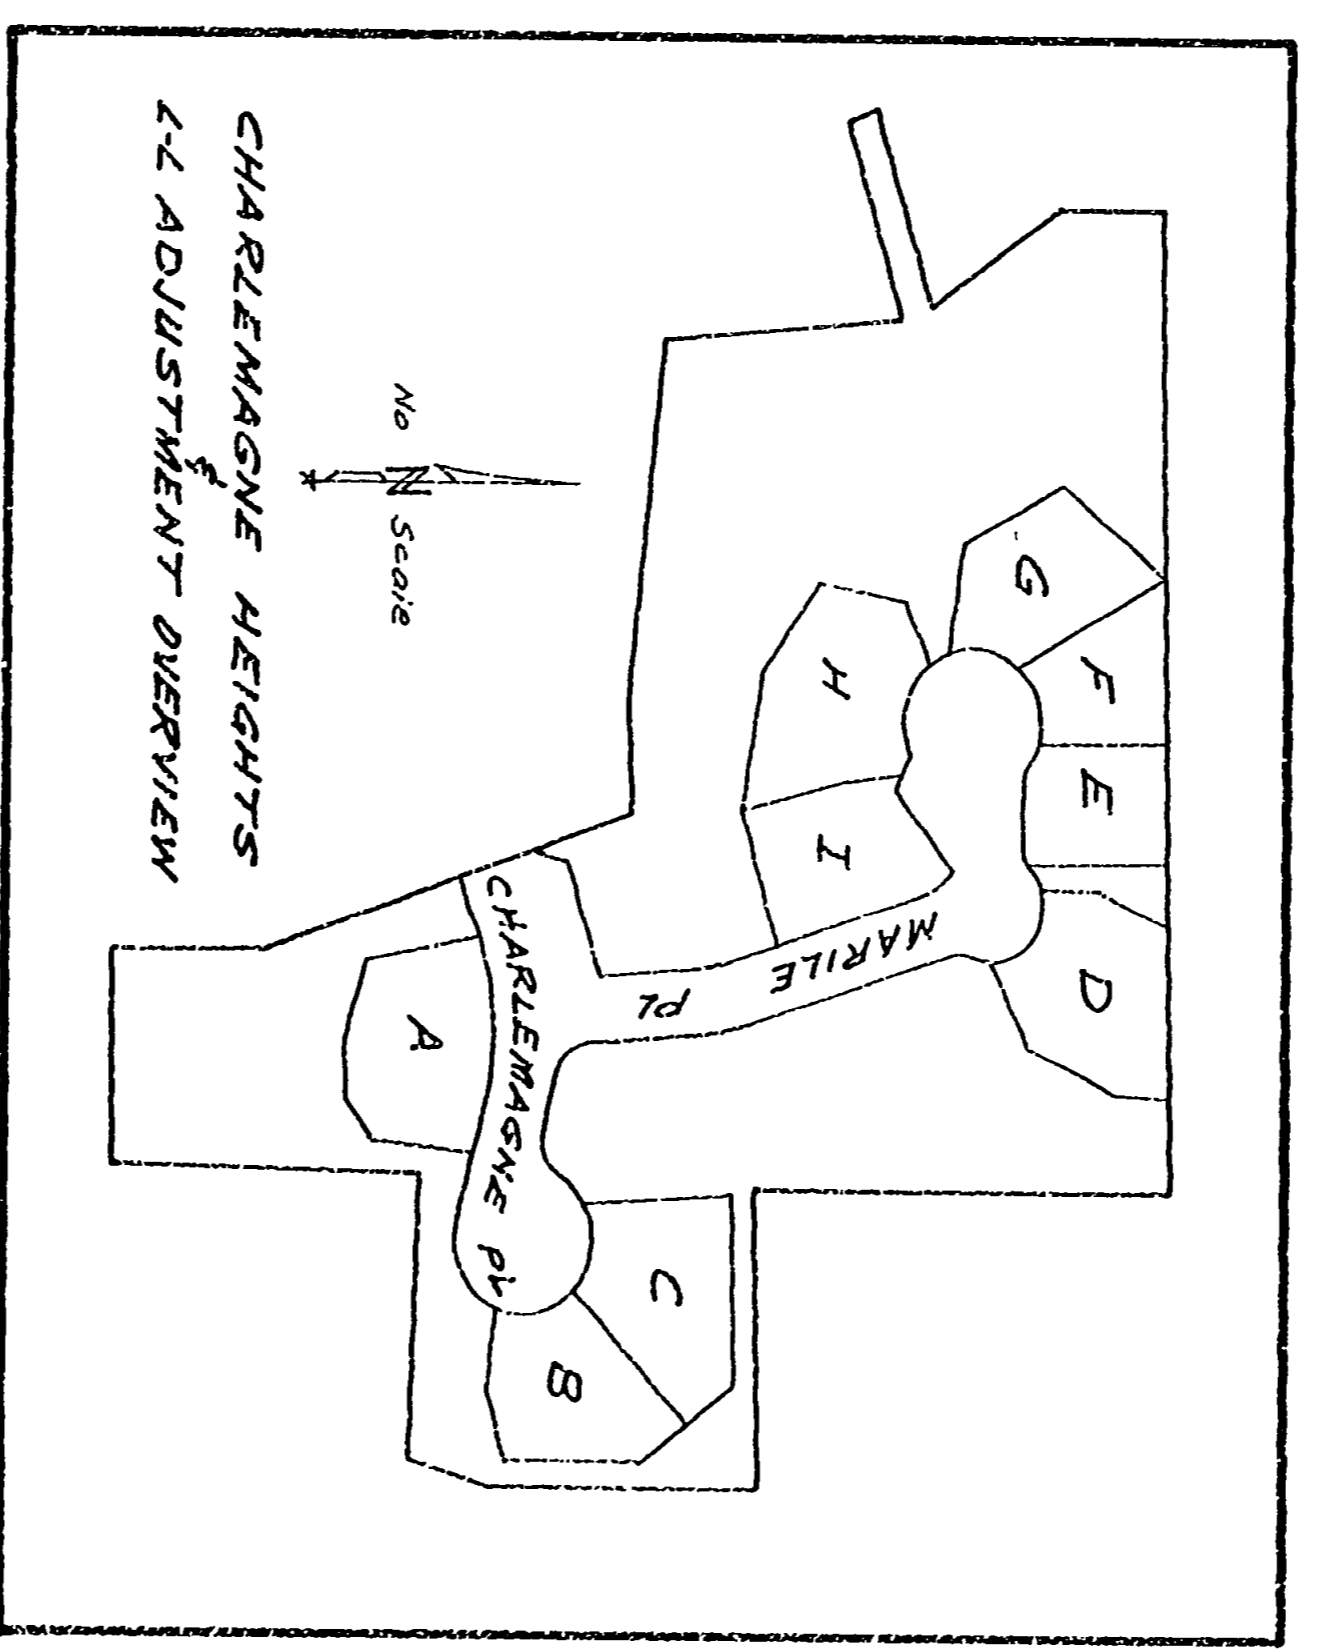 G
F
H
E
I
D
MARILE
PL
CHARLEMAGNE PL
A
C
B
No N Scale
CHARLEMAGNE HEIGHTS
&
L-L ADJUSTMENT OVERVIEW